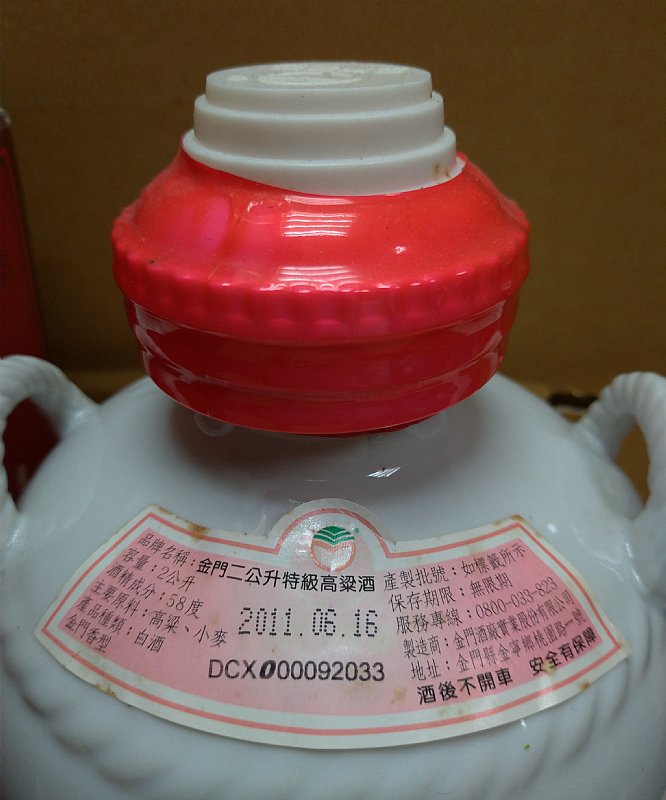 品牌名稱：金門二公升特級高粱酒
容量：2公升
酒精成分：58度
主要原料：高粱、小麥
產品種類：白酒
金門香型
2011.06.16
DCX000092033
產製批號：如標籤所示
保存期限：無限期
服務專線：0800-033-823
製造商：金門酒廠實業股份有限公司
地址：金門縣金寧鄉桃園路一號
酒後不開車 安全有保障